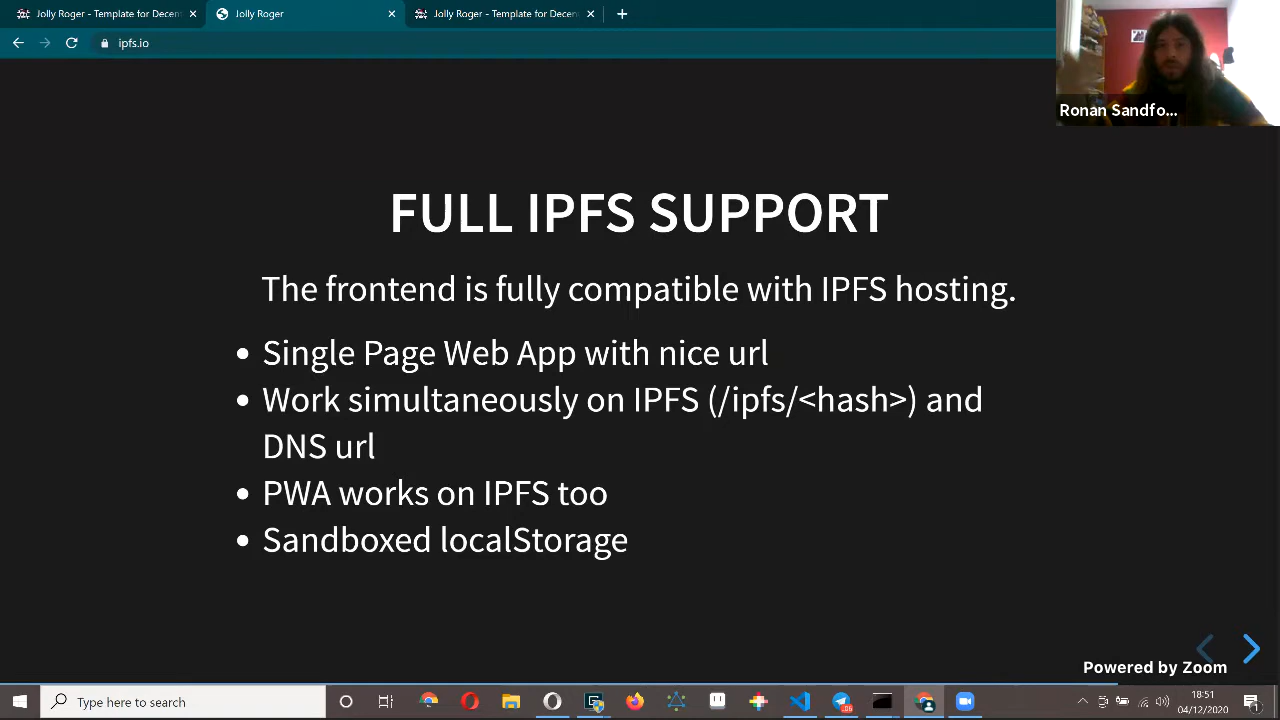 Jolly Roger - Template for Decen
Jolly Roger
Jolly Roger - Template for Decen
ipfs.io
Ronan Sandfo...
FULL IPFS SUPPORT
The frontend is fully compatible with IPFS hosting.
Single Page Web App with nice url
Work simultaneously on IPFS (/ipfs/<hash>) and
DNS url
PWA works on IPFS too
Sandboxed localStorage
Powered by Zoom
Type here to search
18:51
04/12/2020